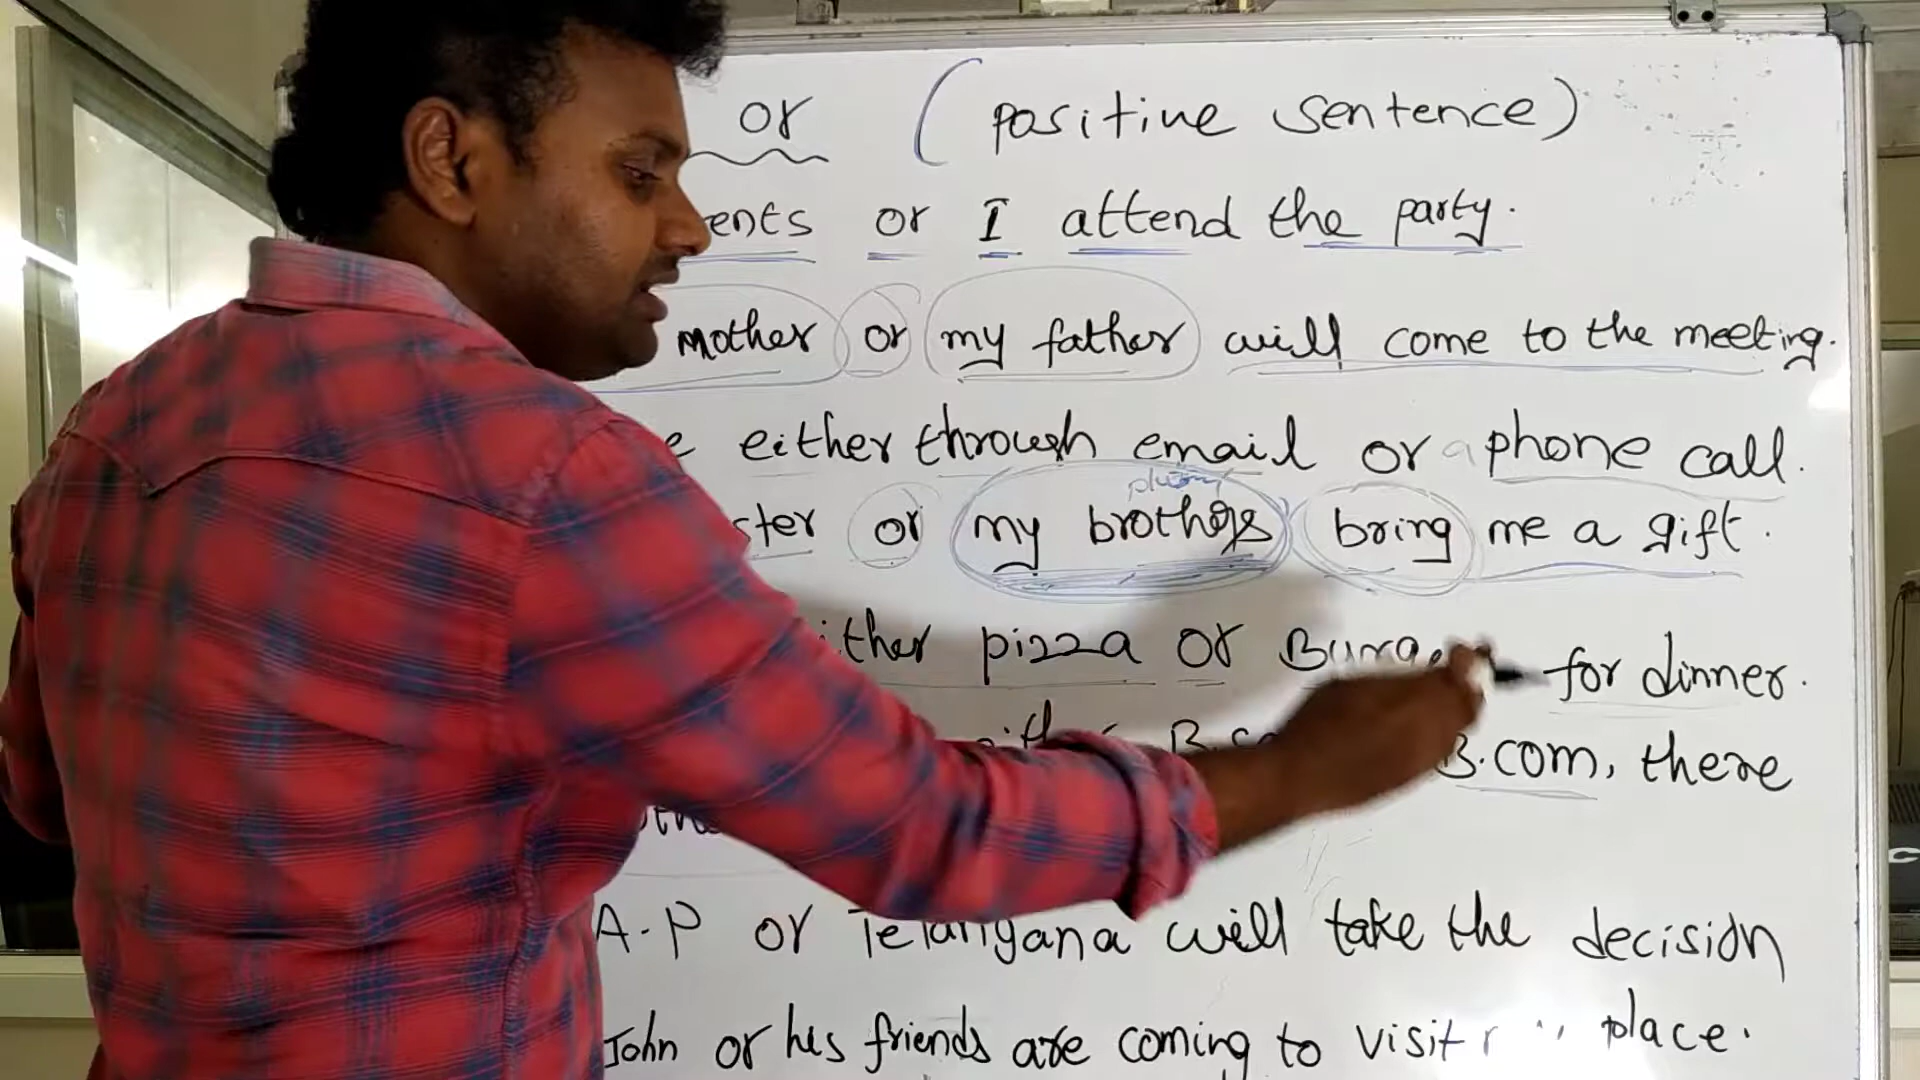 or ( positive sentence )
ents or I attend the party.
mother or my father will come to the meeting.
e either through email or a phone call.
plural
ster or my brothers bring me a gift.
ither pizza or Burge for dinner.
B.com, there
A.P or Telangana will take the decision
John or his friends are coming to visit place.